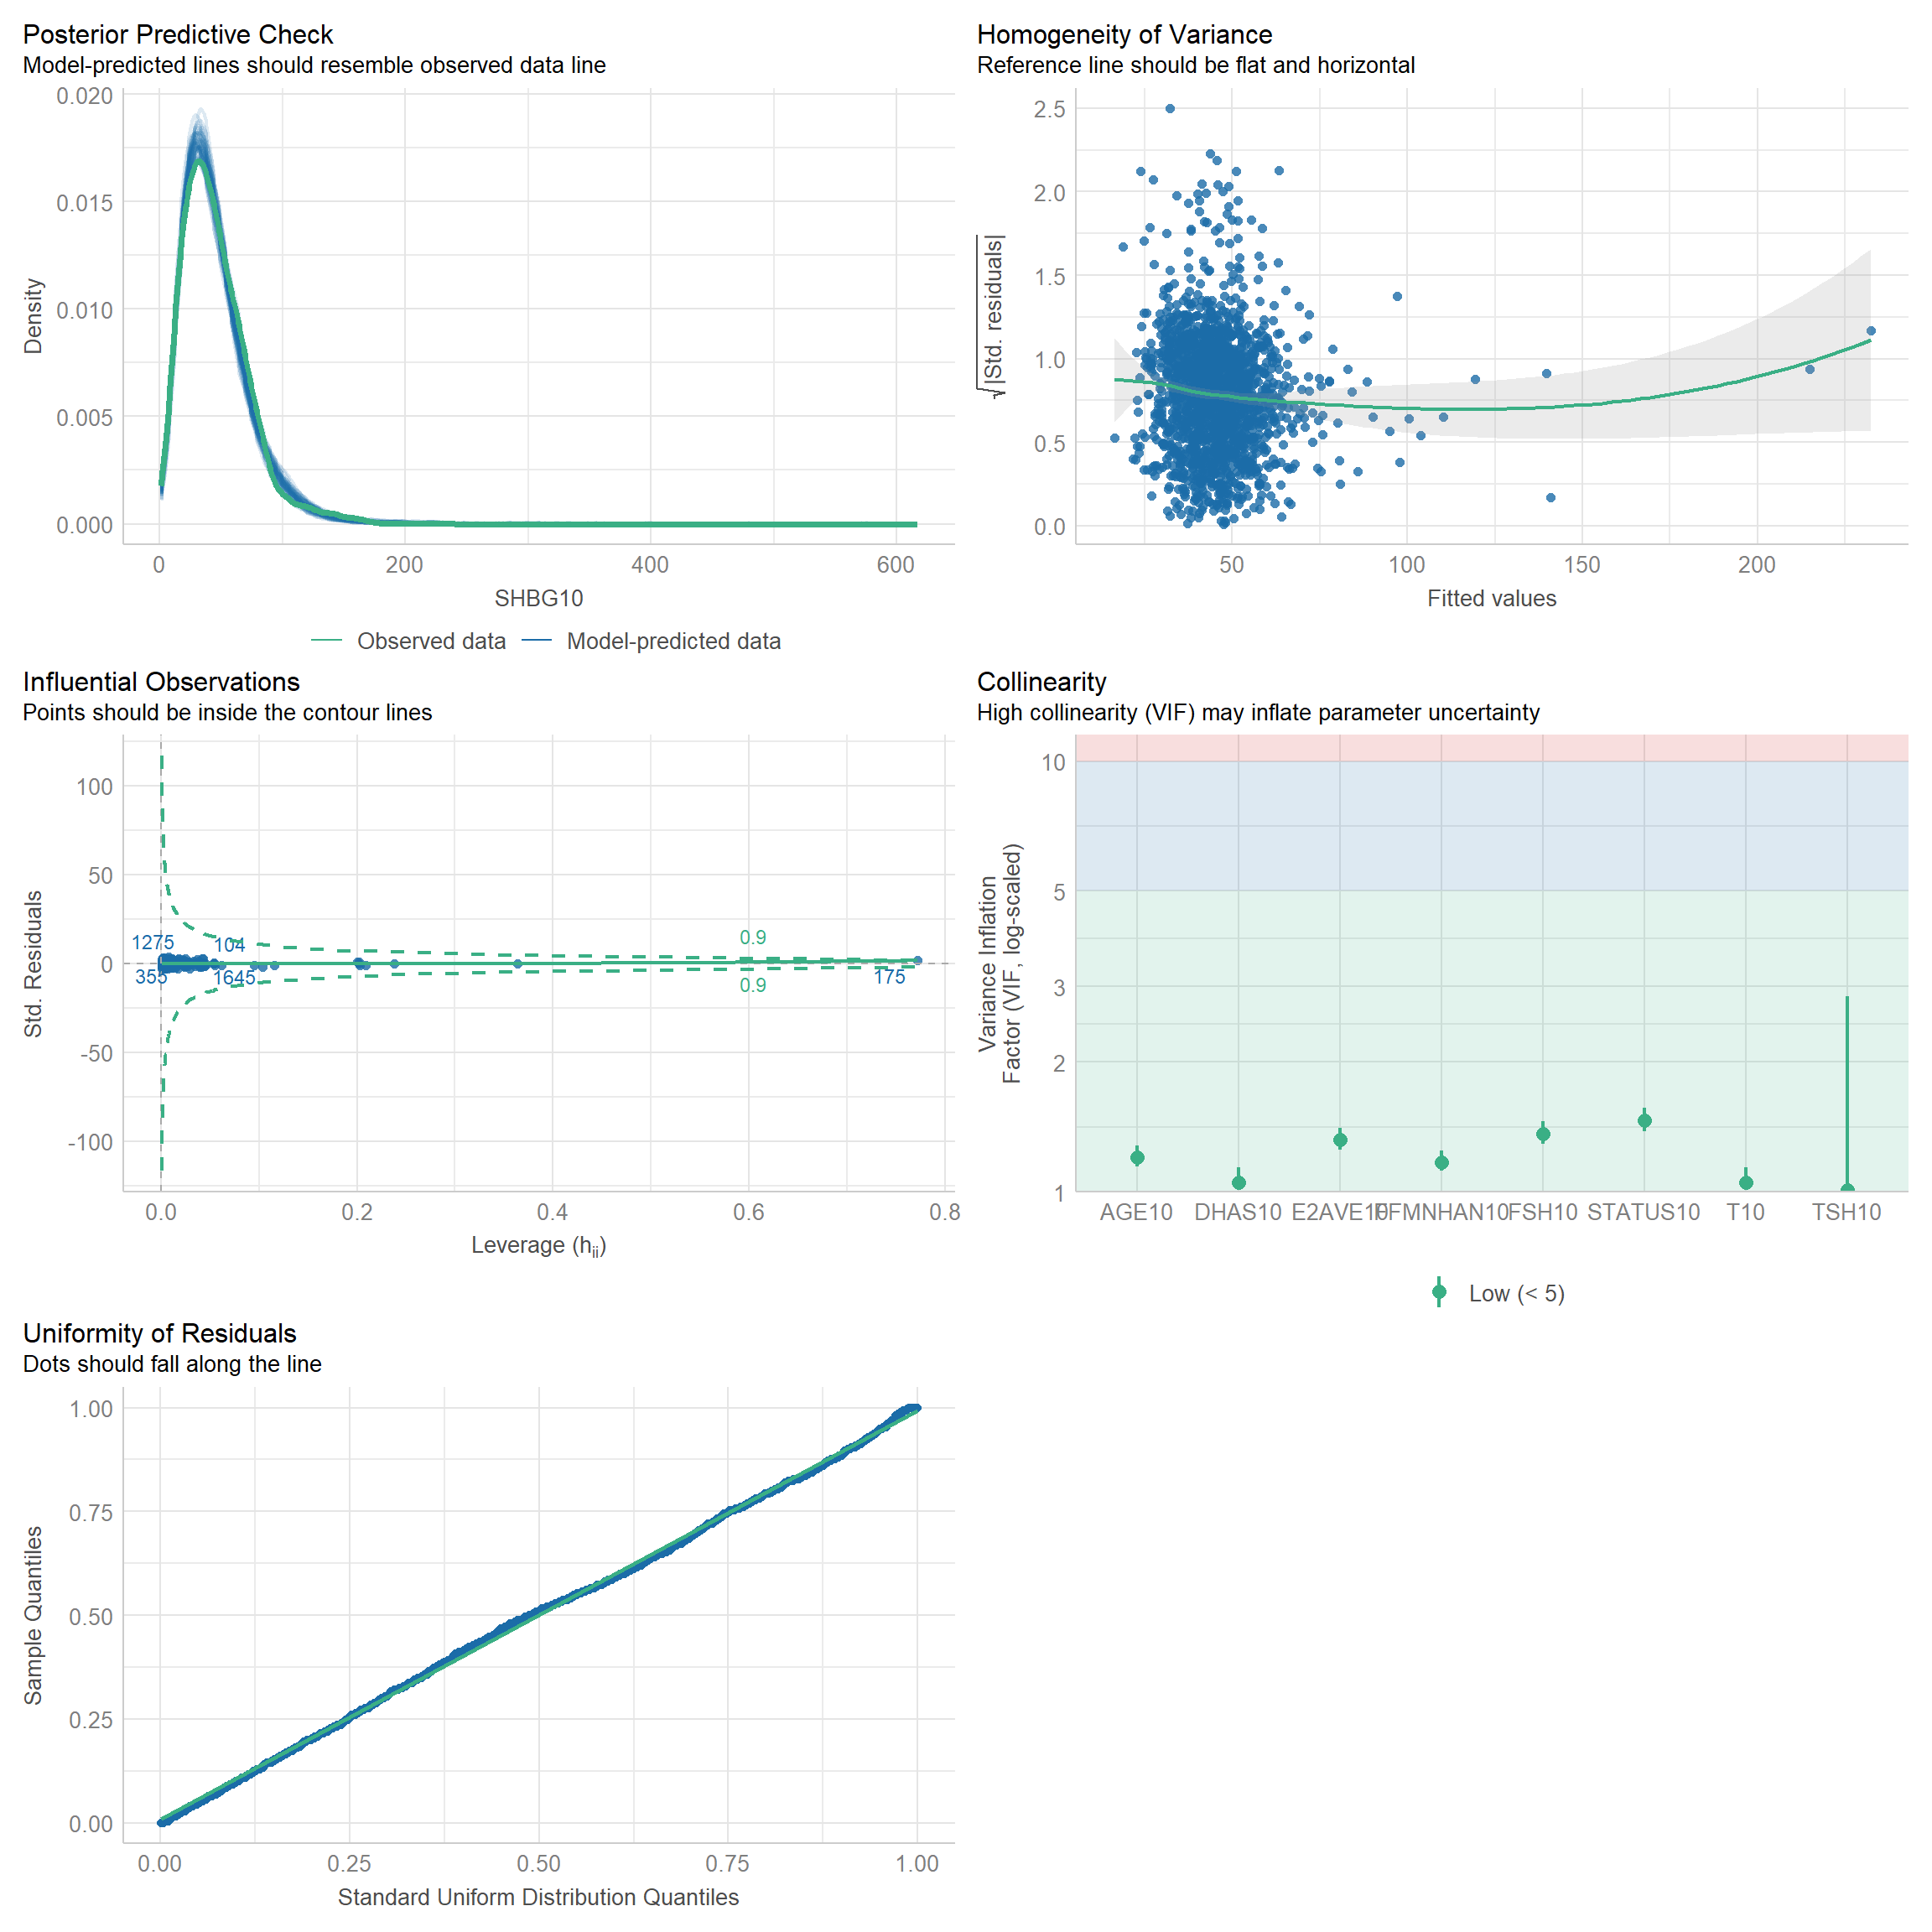 Posterior Predictive Check
Model-predicted lines should resemble observed data line
0.020
0.015
0.010
0.005
0.000
Density
0 200 400 600
SHBG10
Observed data Model-predicted data
Homogeneity of Variance
Reference line should be flat and horizontal
2.5
2.0
1.5
1.0
0.5
0.0
√|Std. residuals|
50 100 150 200
Fitted values
Influential Observations
Points should be inside the contour lines
100
50
0
-50
-100
Std. Residuals
1275 104
355 1645
0.9
0.9
175
0.0 0.2 0.4 0.6 0.8
Leverage (hii)
Collinearity
High collinearity (VIF) may inflate parameter uncertainty
10
5
3
2
1
Variance Inflation
Factor (VIF, log-scaled)
AGE10 DHAS10 E2AVE10 FFMNHAN10 FSH10 STATUS10 T10 TSH10
Low (< 5)
Uniformity of Residuals
Dots should fall along the line
1.00
0.75
0.50
0.25
0.00
Sample Quantiles
0.00 0.25 0.50 0.75 1.00
Standard Uniform Distribution Quantiles